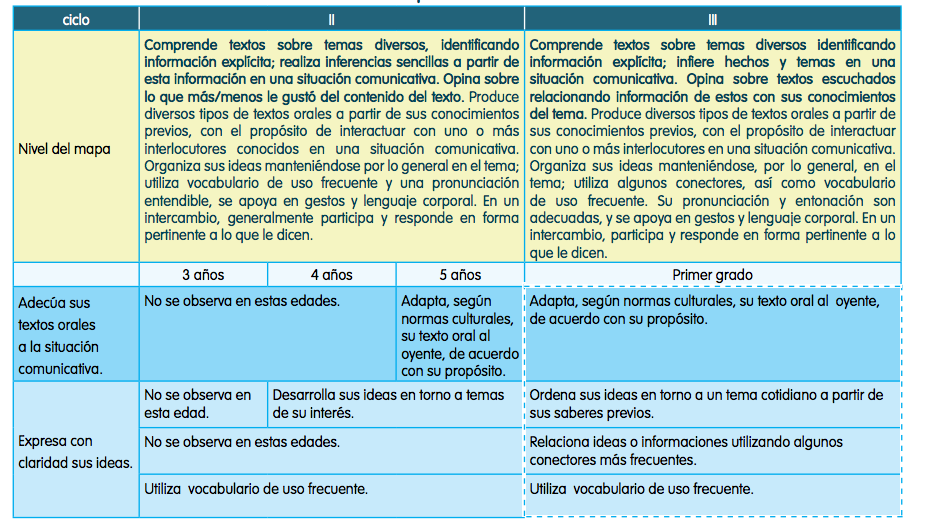 ciclo
II
III
Nivel del mapa
Comprende textos sobre temas diversos, identificando
información explícita; realiza inferencias sencillas a partir de
esta información en una situación comunicativa. Opina sobre
lo que más/menos le gustó del contenido del texto. Produce
diversos tipos de textos orales a partir de sus conocimientos
previos, con el propósito de interactuar con uno o más
interlocutores conocidos en una situación comunicativa.
Organiza sus ideas manteniéndose por lo general en el tema;
utiliza vocabulario de uso frecuente y una pronunciación
entendible, se apoya en gestos y lenguaje corporal. En un
intercambio, generalmente participa y responde en forma
pertinente a lo que le dicen.
Comprende textos sobre temas diversos identificando
información explícita; infiere hechos y temas en una
situación comunicativa. Opina sobre textos escuchados
relacionando información de estos con sus conocimientos
del tema. Produce diversos tipos de textos orales a partir de
sus conocimientos previos, con el propósito de interactuar
con uno o más interlocutores en una situación comunicativa.
Organiza sus ideas manteniéndose, por lo general, en el
tema; utiliza algunos conectores, así como vocabulario
de uso frecuente. Su pronunciación y entonación son
adecuadas, y se apoya en gestos y lenguaje corporal. En un
intercambio, participa y responde en forma pertinente a lo
que le dicen.
3 años
4 años
5 años
Primer grado
Adecúa sus
textos orales
a la situación
comunicativa.
No se observa en estas edades.
Adapta, según
normas culturales,
su texto oral al
oyente, de acuerdo
con su propósito.
Adapta, según normas culturales, su texto oral al oyente,
de acuerdo con su propósito.
Expresa con
claridad sus ideas.
No se observa en
esta edad.
Desarrolla sus ideas en torno a temas
de su interés.
Ordena sus ideas en torno a un tema cotidiano a partir de
sus saberes previos.
No se observa en estas edades.
Relaciona ideas o informaciones utilizando algunos
conectores más frecuentes.
Utiliza vocabulario de uso frecuente.
Utiliza vocabulario de uso frecuente.